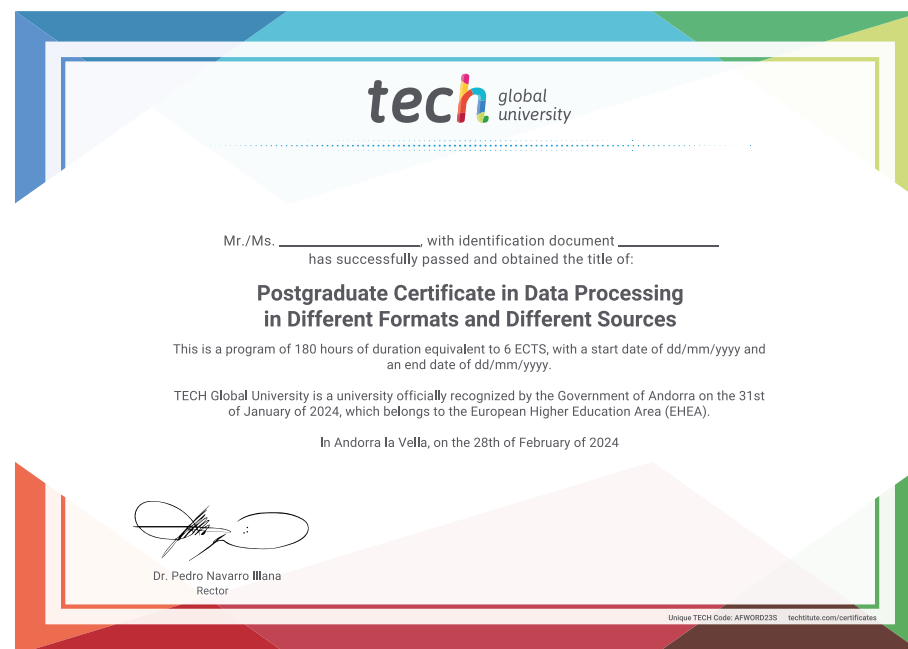 tech global university
Mr./Ms. ____________________, with identification document ______________
has successfully passed and obtained the title of:
Postgraduate Certificate in Data Processing
in Different Formats and Different Sources
This is a program of 180 hours of duration equivalent to 6 ECTS, with a start date of dd/mm/yyyy and
an end date of dd/mm/yyyy.
TECH Global University is a university officially recognized by the Government of Andorra on the 31st
of January of 2024, which belongs to the European Higher Education Area (EHEA).
In Andorra la Vella, on the 28th of February of 2024
Dr. Pedro Navarro Illana
Rector
Unique TECH Code: AFWORD23S techtitute.com/certificates